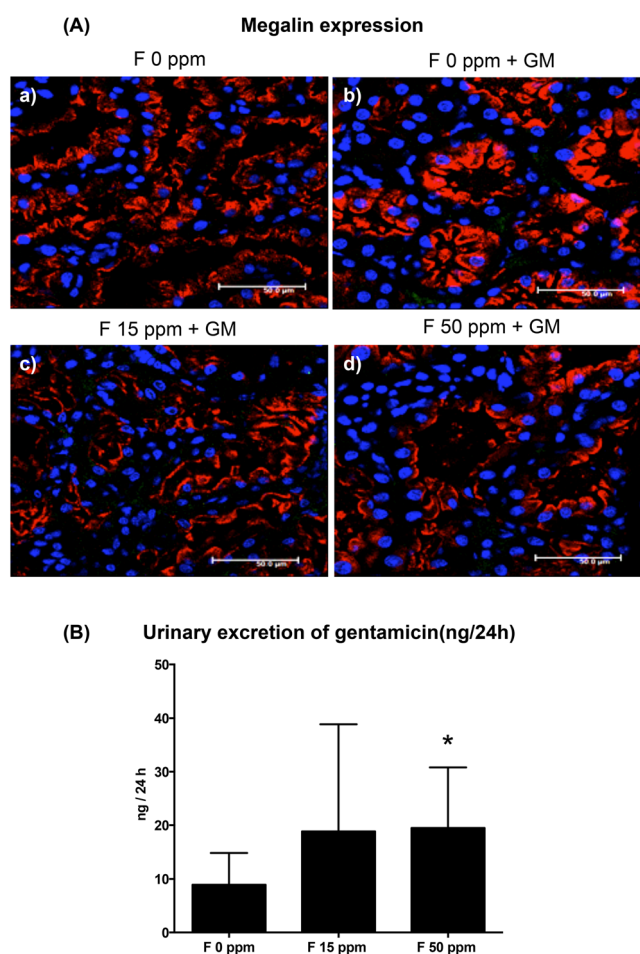 (A) Megalin expression
F 0 ppm F 0 ppm + GM
a) b)
50.0 µm 50.0 µm
F 15 ppm + GM F 50 ppm + GM
c) d)
50.0 µm 50.0 µm
(B) Urinary excretion of gentamicin(ng/24h)
50
40
30
20
10
0
ng / 24 h
*
F 0 ppm F 15 ppm F 50 ppm